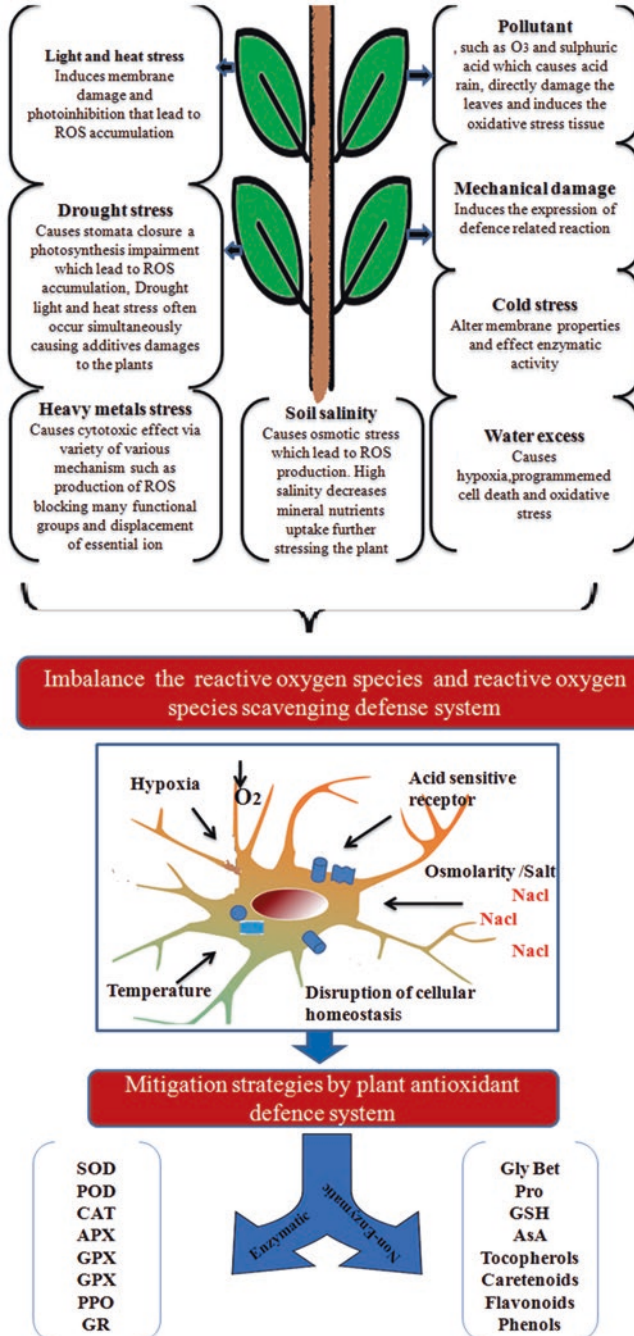 Light and heat stress
Induces membrane
damage and
photoinhibition that lead to
ROS accumulation
Drought stress
Causes stomata closure a
photosynthesis impairment
which lead to ROS
accumulation, Drought
light and heat stress often
occur simultaneously
causing additives damages
to the plants
Heavy metals stress
Causes cytotoxic effect via
variety of various
mechanism such as
production of ROS
blocking many functional
groups and displacement
of essential ion
Soil salinity
Causes osmotic stress
which lead to ROS
production. High
salinity decreases
mineral nutrients
uptake further
stressing the plant
Pollutant
, such as O3 and sulphuric
acid which causes acid
rain, directly damage the
leaves and induces the
oxidative stress tissue
Mechanical damage
Induces the expression of
defence related reaction
Cold stress
Alter membrane properties
and effect enzymatic
activity
Water excess
Causes
hypoxia,programmemed
cell death and oxidative
stress
Imbalance the reactive oxygen species and reactive oxygen
species scavenging defense system
Hypoxia
O2
Acid sensitive
receptor
Osmolarity /Salt
Nacl
Nacl
Nacl
Temperature
Disruption of cellular
homeostasis
Mitigation strategies by plant antioxidant
defence system
Enzymatic
Non-Enzymatic
SOD
POD
CAT
APX
GPX
GPX
PPO
GR
Gly Bet
Pro
GSH
AsA
Tocopherols
Caretenoids
Flavonoids
Phenols